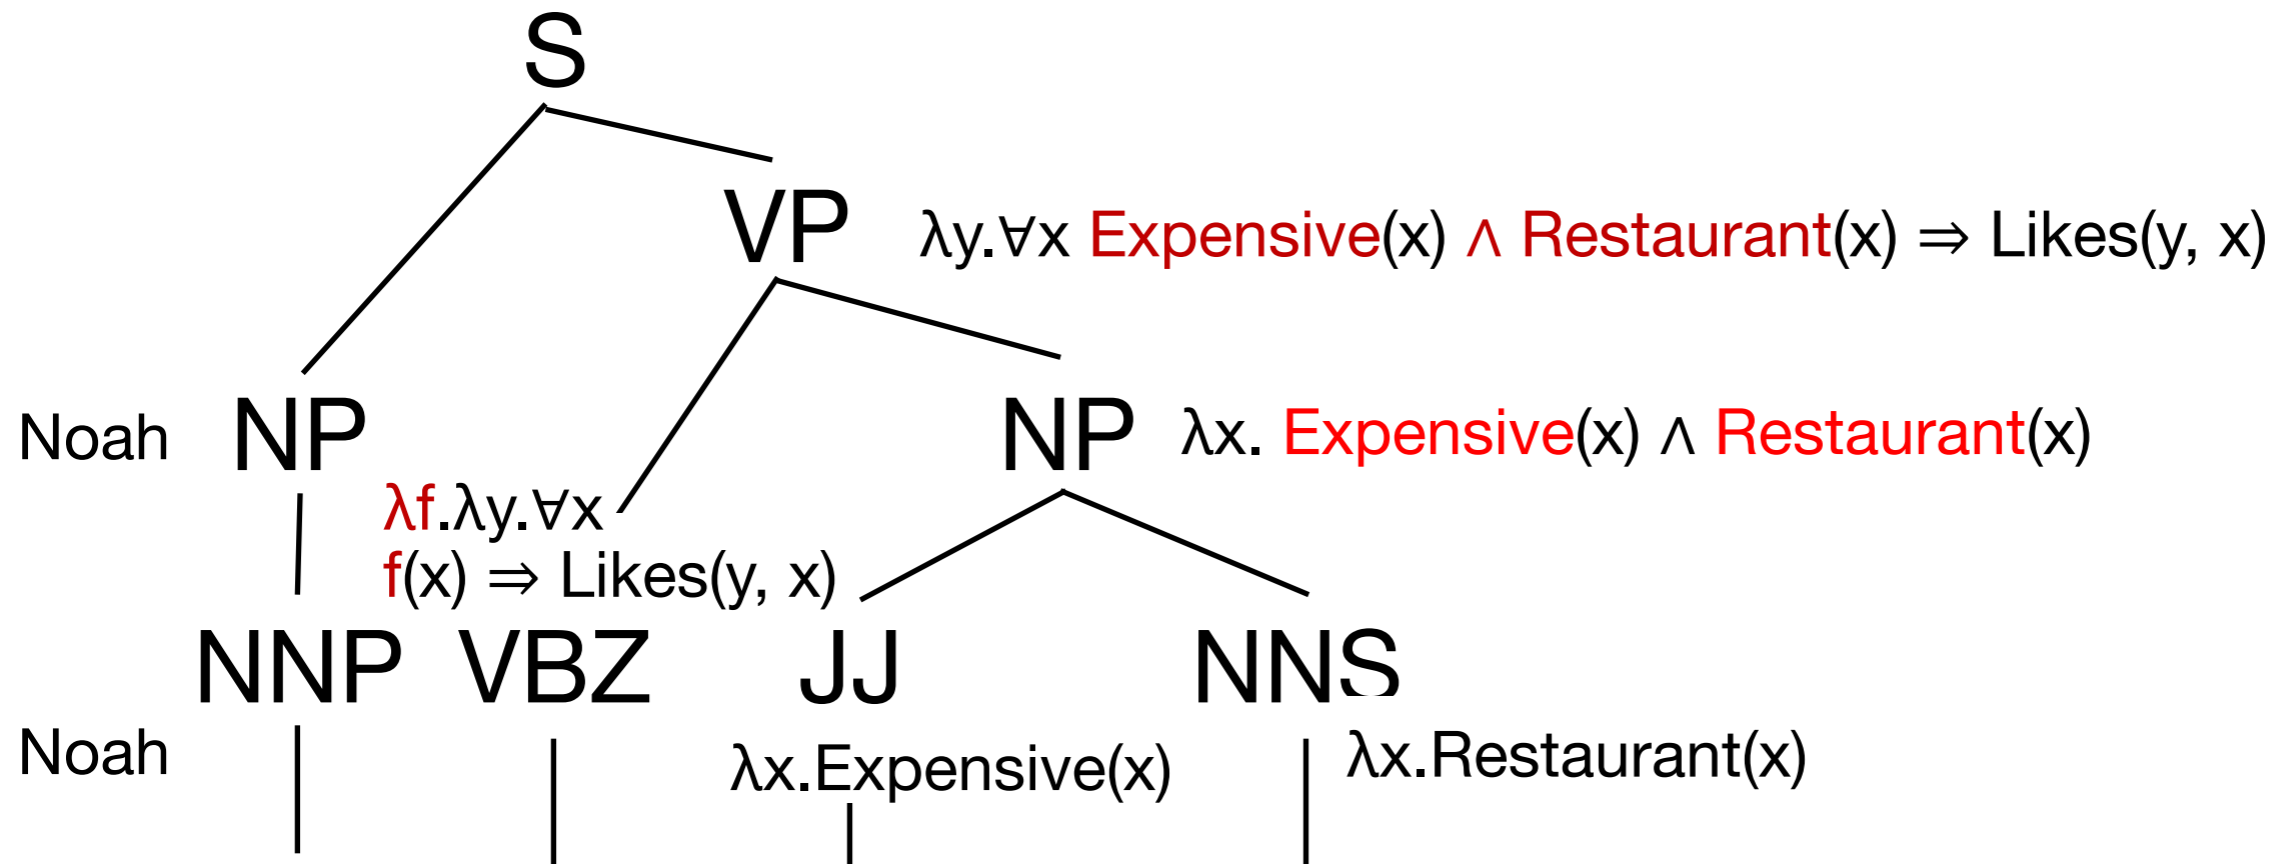 S
VP λy.∀x Expensive(x) ∧ Restaurant(x) ⇒ Likes(y, x)
Noah NP
NP λx. Expensive(x) ∧ Restaurant(x)
λf.λy.∀x
f(x) ⇒ Likes(y, x)
NNP VBZ JJ NNS
Noah
λx.Expensive(x)
λx.Restaurant(x)